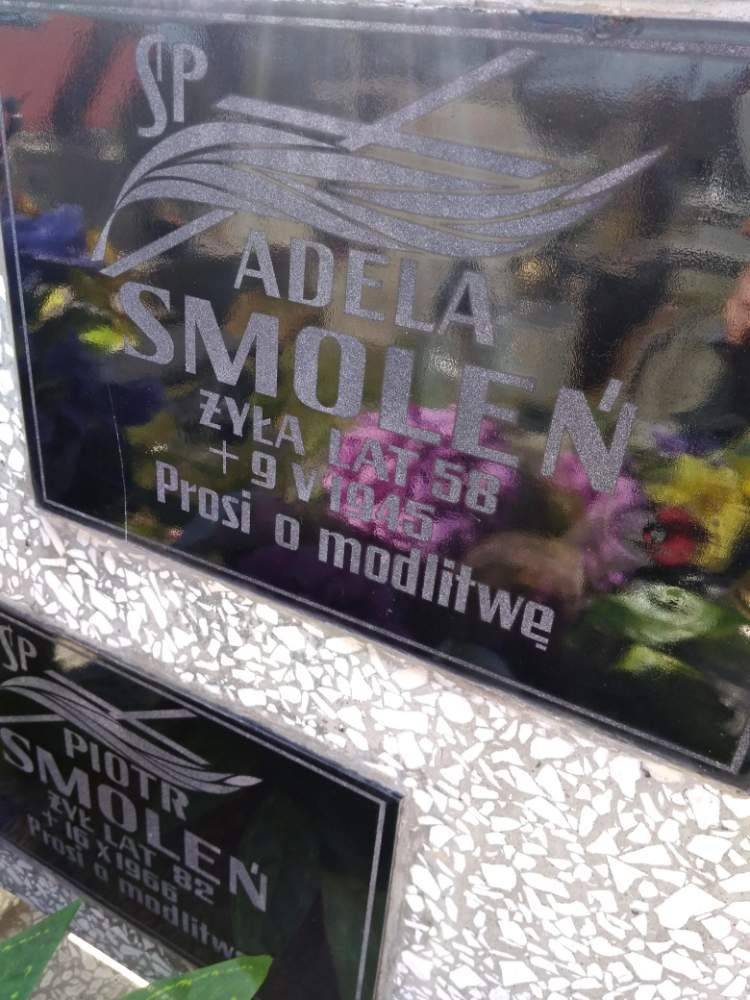 ŚP
ADELA
SMOLEŃ
ŻYŁA LAT 58
+ 9 V 1945
Prosi o modlitwę
ŚP
PIOTR
SMOLEŃ
ŻYŁ LAT 82
+ 16 X 1966
Prosi o modlitwę